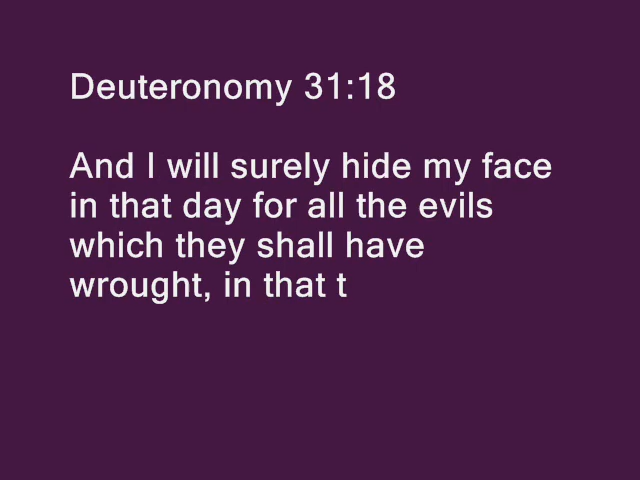 Deuteronomy 31:18
And I will surely hide my face
in that day for all the evils
which they shall have
wrought, in that t